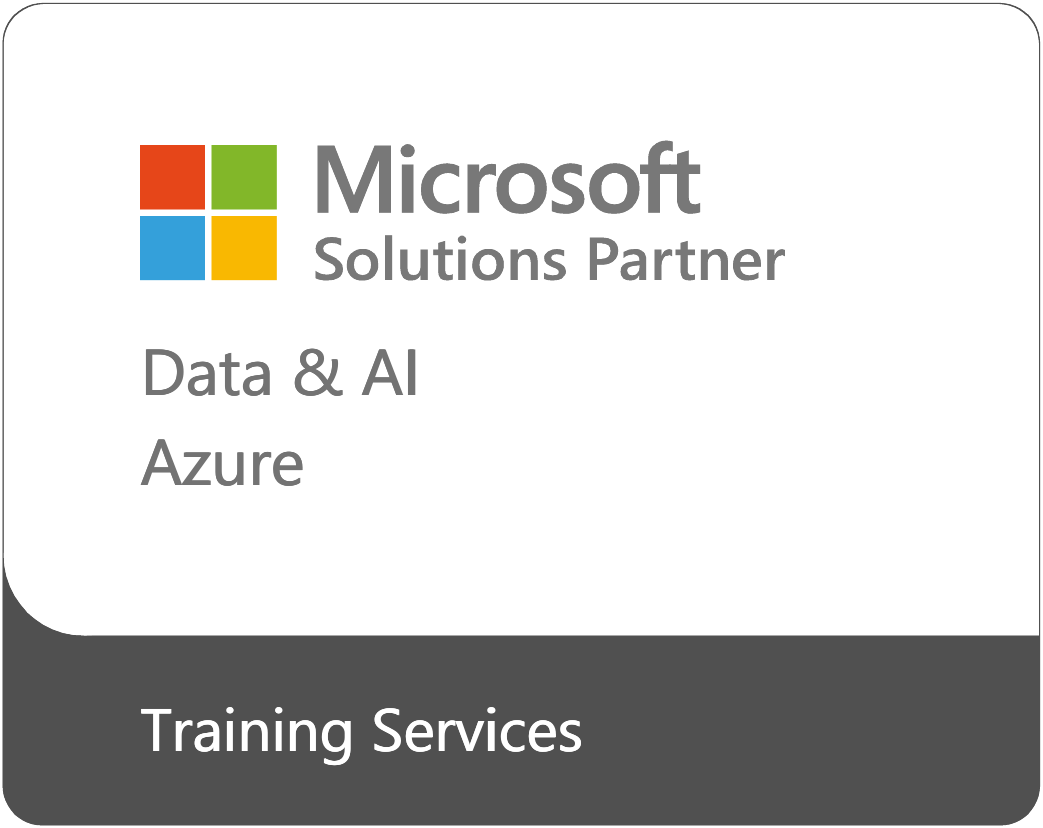 Microsoft
Solutions Partner
Data & AI
Azure
Training Services